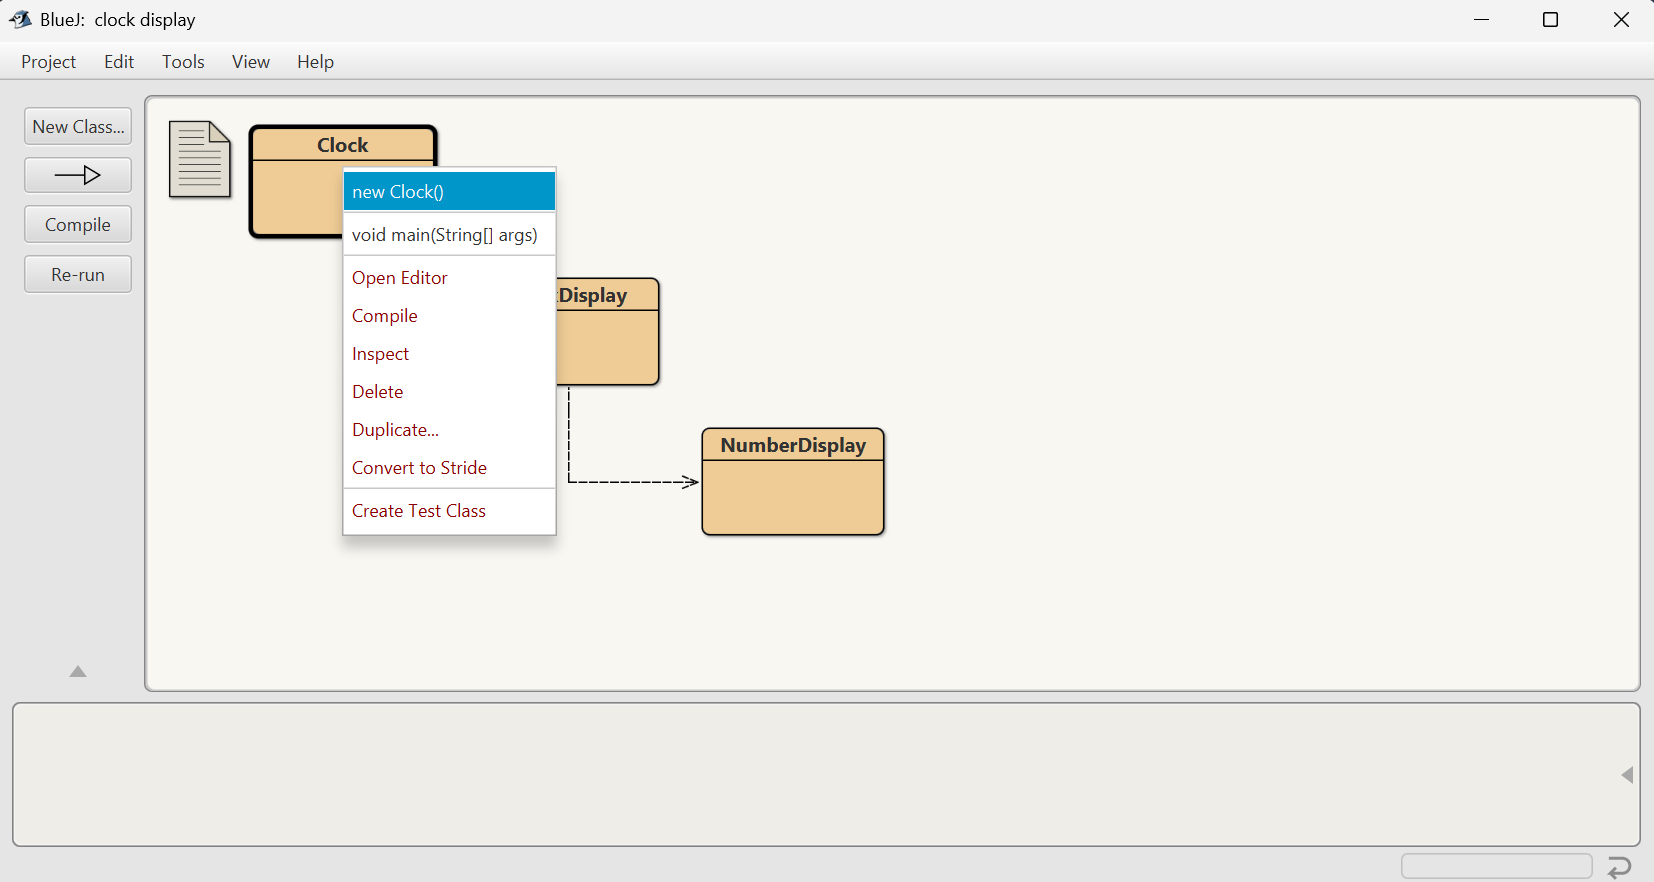 BlueJ: clock display
Project Edit Tools View Help
New Class...
Compile
Re-run
Clock
new Clock()
void main(String[] args)
Open Editor
Compile
Inspect
Delete
Duplicate...
Convert to Stride
Create Test Class
Display
NumberDisplay